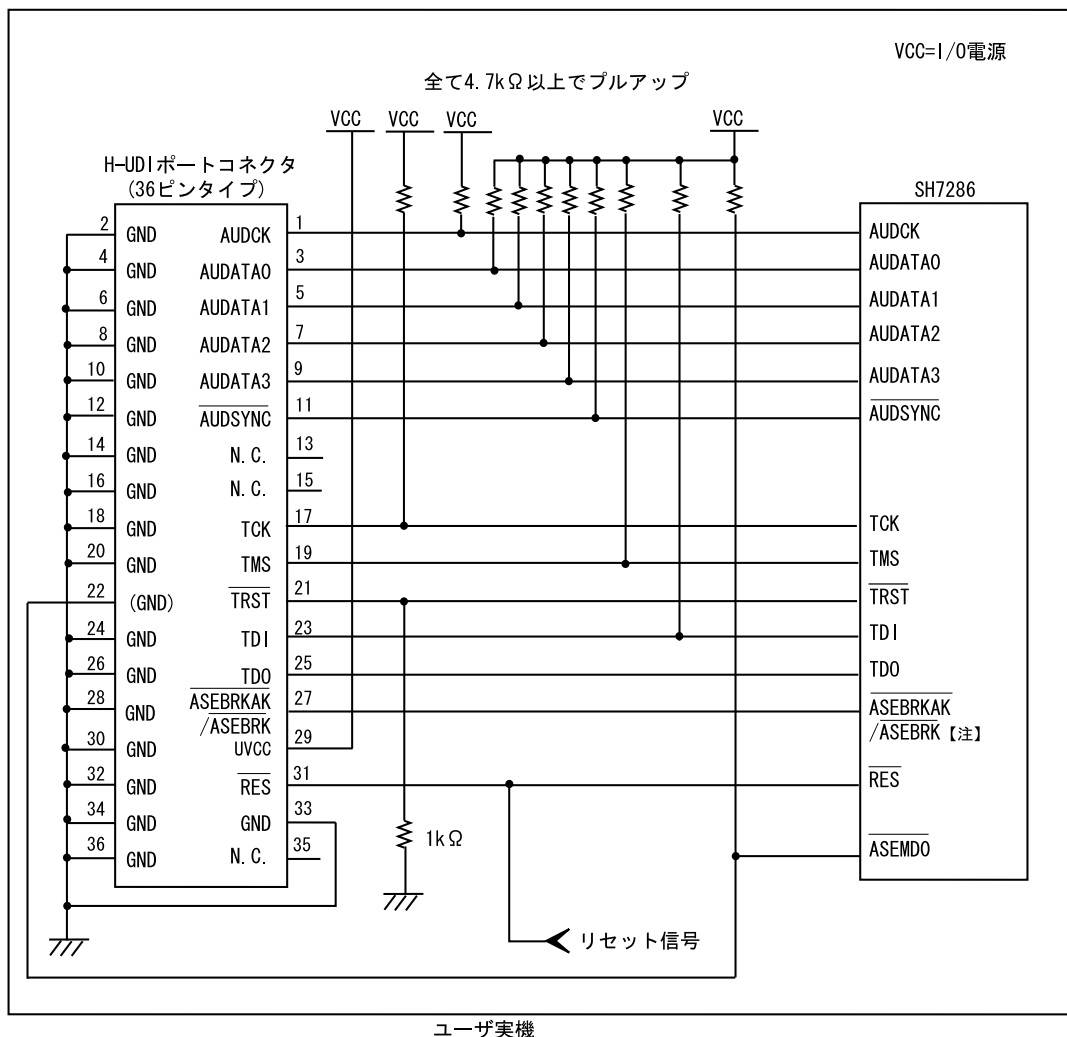 VCC=I/O電源
全て4.7kΩ以上でプルアップ
VCC VCC VCC VCC
H-UDIポートコネクタ
(36ピンタイプ)
SH7286
2 GND AUDCK 1 AUDCK
4 GND AUDATA0 3 AUDATA0
6 GND AUDATA1 5 AUDATA1
8 GND AUDATA2 7 AUDATA2
10 GND AUDATA3 9 AUDATA3
12 GND AUDSYNC 11 AUDSYNC
14 GND N.C. 13
16 GND N.C. 15
18 GND TCK 17 TCK
20 GND TMS 19 TMS
22 (GND) TRST 21 TRST
24 GND TDI 23 TDI
26 GND TDO 25 TDO
28 GND ASEBRKAK 27 ASEBRKAK
/ASEBRK /ASEBRK【注】
30 GND UVCC 29
32 GND RES 31 RES
34 GND GND 33
1kΩ
36 GND N.C. 35 ASEMD0
リセット信号
ユーザ実機